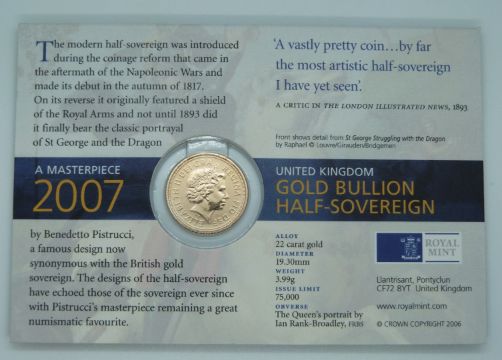 The modern half-sovereign was introduced
during the coinage reform that came in
the aftermath of the Napoleonic Wars and
made its debut in the autumn of 1817.
On its reverse it originally featured a shield
of the Royal Arms and not until 1893 did
it finally bear the classic portrayal
of St George and the Dragon
A MASTERPIECE
2007
by Benedetto Pistrucci,
a famous design now
synonymous with the British gold
sovereign. The designs of the half-sovereign
have echoed those of the sovereign ever since
with Pistrucci's masterpiece remaining a great
numismatic favourite.
'A vastly pretty coin...by far
the most artistic half-sovereign
I have yet seen'.
A CRITIC IN THE LONDON ILLUSTRATED NEWS, 1893
Front shows detail from St George Struggling with the Dragon
by Raphael © Louvre/Giraudon/Bridgeman
UNITED KINGDOM
GOLD BULLION
HALF-SOVEREIGN
ALLOY
22 carat gold
DIAMETER
19.30mm
WEIGHT
3.99g
ISSUE LIMIT
75,000
OBVERSE
The Queen's portrait by
Ian Rank-Broadley, FRBS
ROYAL
MINT
Llantrisant, Pontyclun
CF72 8YT United Kingdom
www.royalmint.com
© CROWN COPYRIGHT 2006